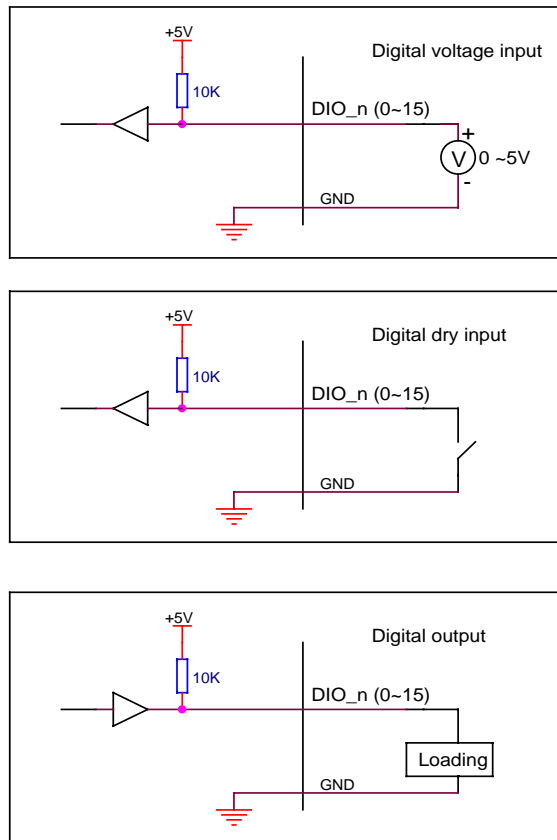 +5V
Digital voltage input
10K
DIO_n (0~15)
+
V 0 ~5V
-
GND
+5V
Digital dry input
10K
DIO_n (0~15)
GND
+5V
Digital output
10K
DIO_n (0~15)
Loading
GND